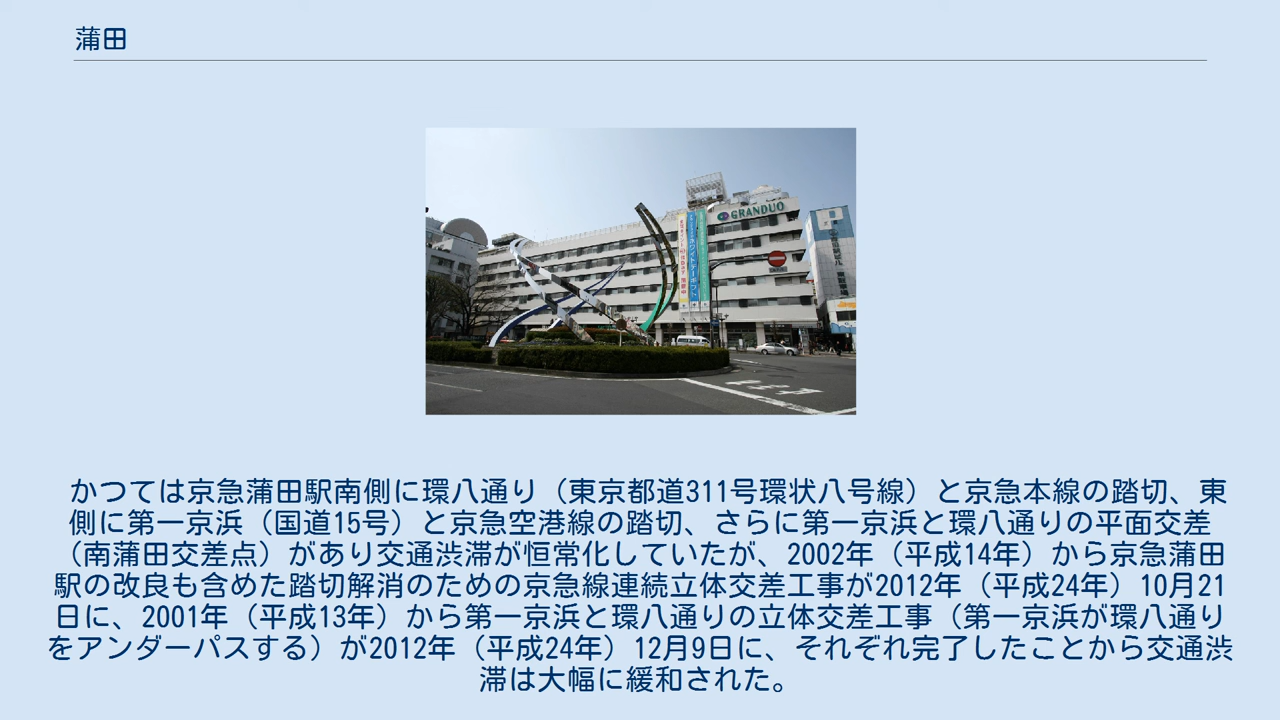 蒲田
GRANDUO
ホワイトデーギフト
かつては京急蒲田駅南側に環八通り（東京都道311号環状八号線）と京急本線の踏切、東
側に第一京浜（国道15号）と京急空港線の踏切、さらに第一京浜と環八通りの平面交差
（南蒲田交差点）があり交通渋滞が恒常化していたが、2002年（平成14年）から京急蒲田
駅の改良も含めた踏切解消のための京急線連続立体交差工事が2012年（平成24年）10月21
日に、2001年（平成13年）から第一京浜と環八通りの立体交差工事（第一京浜が環八通り
をアンダーパスする）が2012年（平成24年）12月9日に、それぞれ完了したことから交通渋
滞は大幅に緩和された。